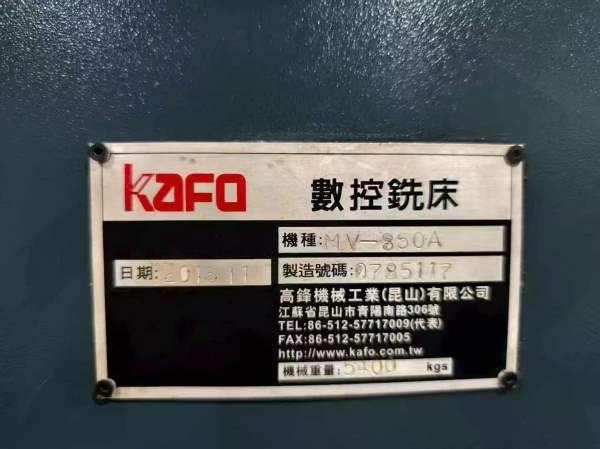 KAFO
數控銑床
機種:MV-850A
日期:2015.11
製造號碼:0785117
高鋒機械工業(昆山)有限公司
江蘇省昆山市青陽南路306號
TEL:86-512-57717009(代表)
FAX:86-512-57717005
http://www.kafo.com.tw
機械重量:5400 kgs